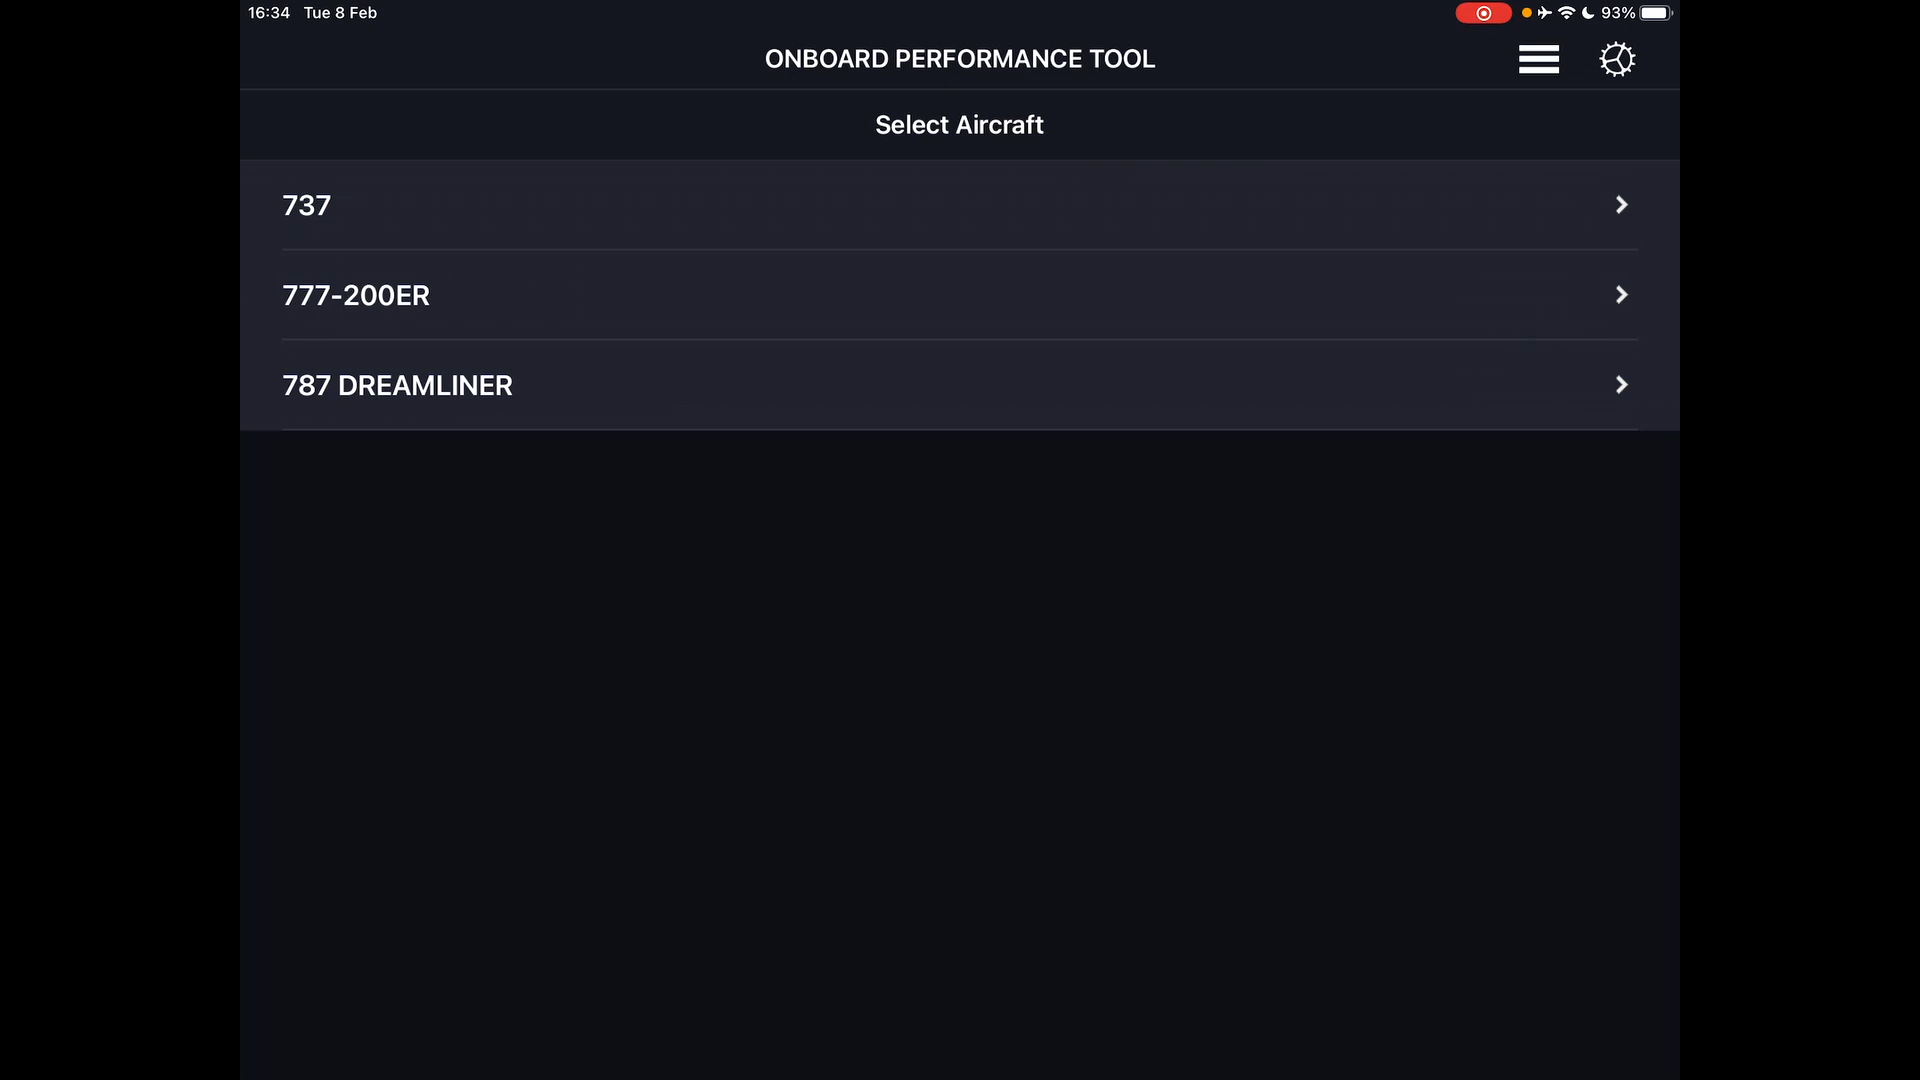 16:34 Tue 8 Feb
93%
ONBOARD PERFORMANCE TOOL
Select Aircraft
737
777-200ER
787 DREAMLINER